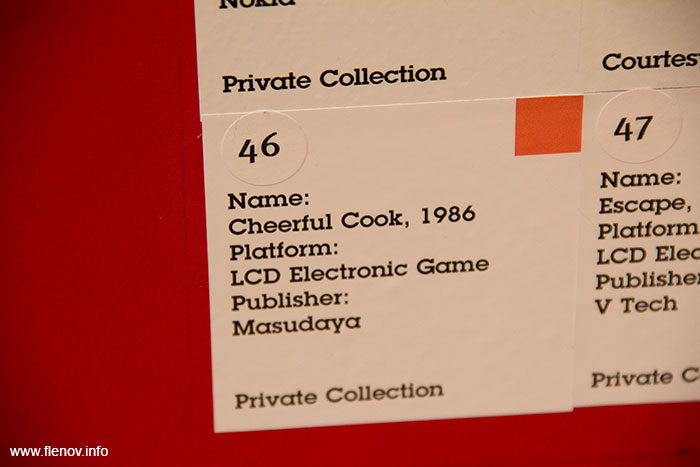 Nokia
Private Collection
Courtes
46
Name:
Cheerful Cook, 1986
Platform:
LCD Electronic Game
Publisher:
Masudaya
Private Collection
47
Name:
Escape,
Platform
LCD Elec
Publishe
V Tech
Private C
www.flenov.info